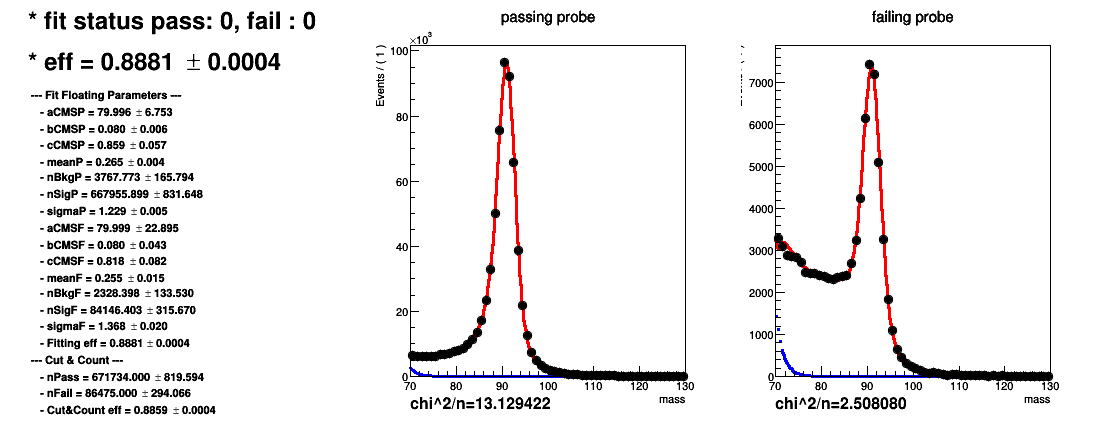 * fit status pass: 0, fail : 0
* eff = 0.8881 ± 0.0004
--- Fit Floating Parameters ---
- aCMSP = 79.996 ± 6.753
- bCMSP = 0.080 ± 0.006
- cCMSP = 0.859 ± 0.057
- meanP = 0.265 ± 0.004
- nBkgP = 3767.773 ± 165.794
- nSigP = 667955.899 ± 831.648
- sigmaP = 1.229 ± 0.005
- aCMSF = 79.999 ± 22.895
- bCMSF = 0.080 ± 0.043
- cCMSF = 0.818 ± 0.082
- meanF = 0.255 ± 0.015
- nBkgF = 2328.398 ± 133.530
- nSigF = 84146.403 ± 315.670
- sigmaF = 1.368 ± 0.020
- Fitting eff = 0.8881 ± 0.0004
--- Cut & Count ---
- nPass = 671734.000 ± 819.594
- nFail = 86475.000 ± 294.066
- Cut&Count eff = 0.8859 ± 0.0004
passing probe
×10³
Events / ( 1 )
100
80
60
40
20
0
70 80 90 100 110 120 130
mass
chi^2/n=13.129422
failing probe
7000
6000
5000
4000
3000
2000
1000
0
70 80 90 100 110 120 130
mass
chi^2/n=2.508080